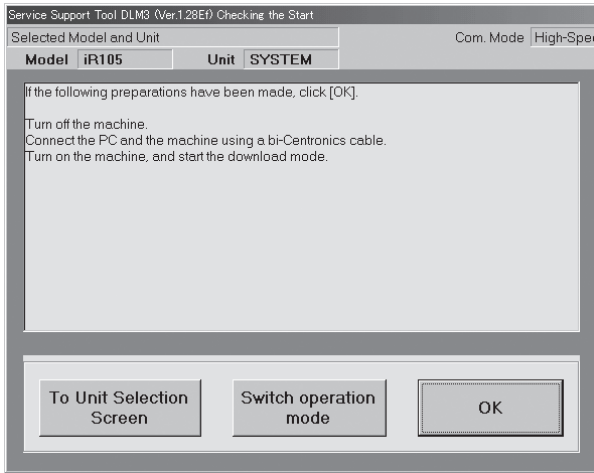 Service Support Tool DLM3 (Ver.1.28Ef) Checking the Start
Selected Model and Unit
Com. Mode High-Spee
Model iR105 Unit SYSTEM
If the following preparations have been made, click [OK].
Turn off the machine.
Connect the PC and the machine using a bi-Centronics cable.
Turn on the machine, and start the download mode.
To Unit Selection
Screen
Switch operation
mode
OK